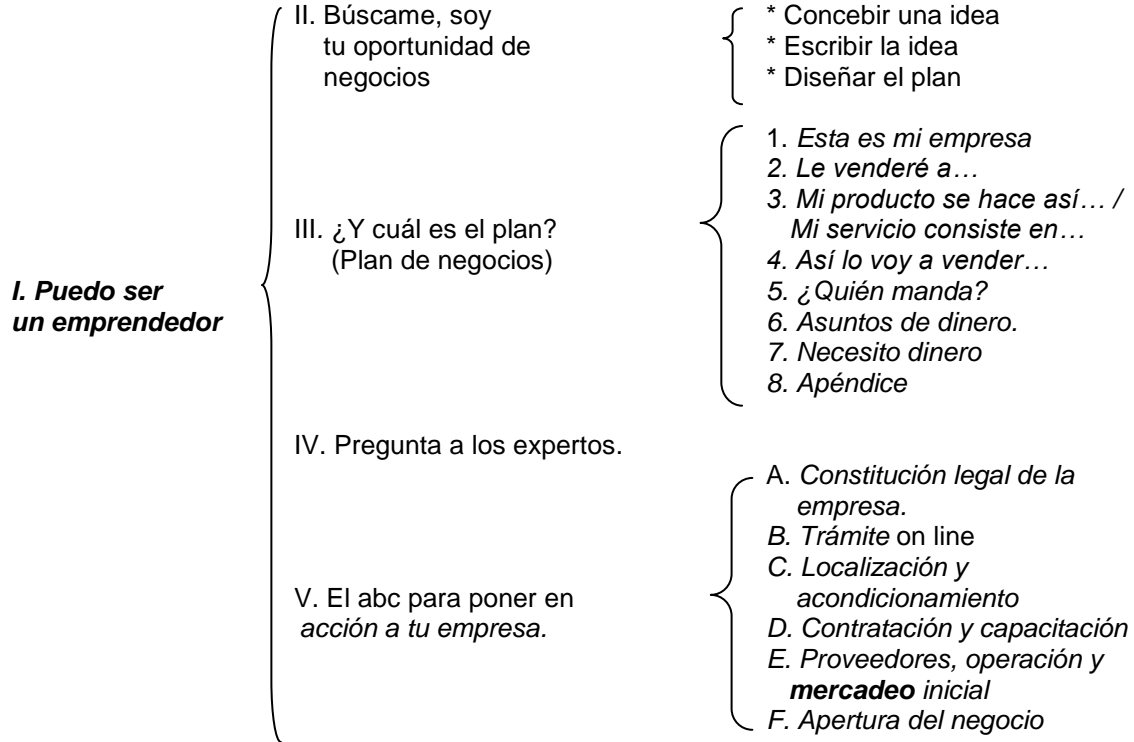 I. Puedo ser
un emprendedor
II. Búscame, soy
tu oportunidad de
negocios
* Concebir una idea
* Escribir la idea
* Diseñar el plan
III. ¿Y cuál es el plan?
(Plan de negocios)
1. Esta es mi empresa
2. Le venderé a…
3. Mi producto se hace así… /
Mi servicio consiste en…
4. Así lo voy a vender…
5. ¿Quién manda?
6. Asuntos de dinero.
7. Necesito dinero
8. Apéndice
IV. Pregunta a los expertos.
V. El abc para poner en
acción a tu empresa.
A. Constitución legal de la
empresa.
B. Trámite on line
C. Localización y
acondicionamiento
D. Contratación y capacitación
E. Proveedores, operación y
mercadeo inicial
F. Apertura del negocio